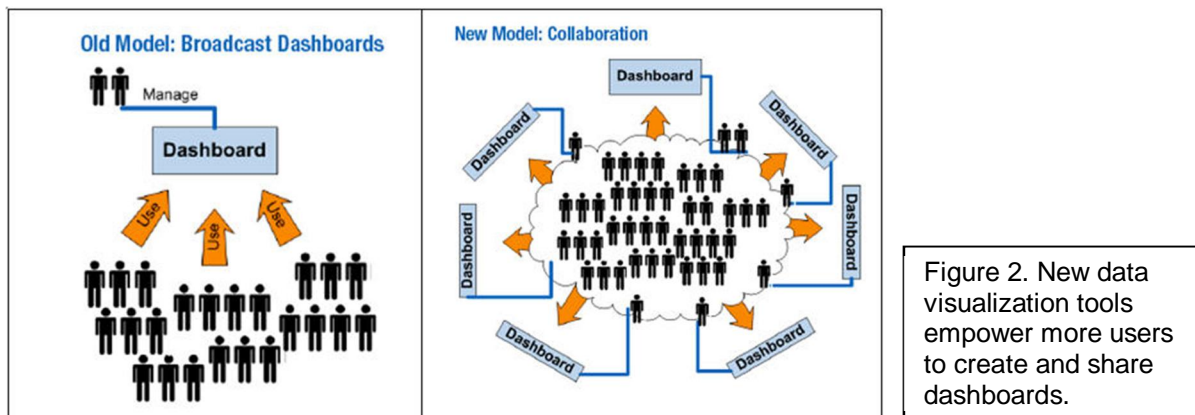 Old Model: Broadcast Dashboards
Manage
Dashboard
Use
Use
Use
New Model: Collaboration
Dashboard
Dashboard
Dashboard
Dashboard
Dashboard
Dashboard
Dashboard
Figure 2. New data
visualization tools
empower more users
to create and share
dashboards.